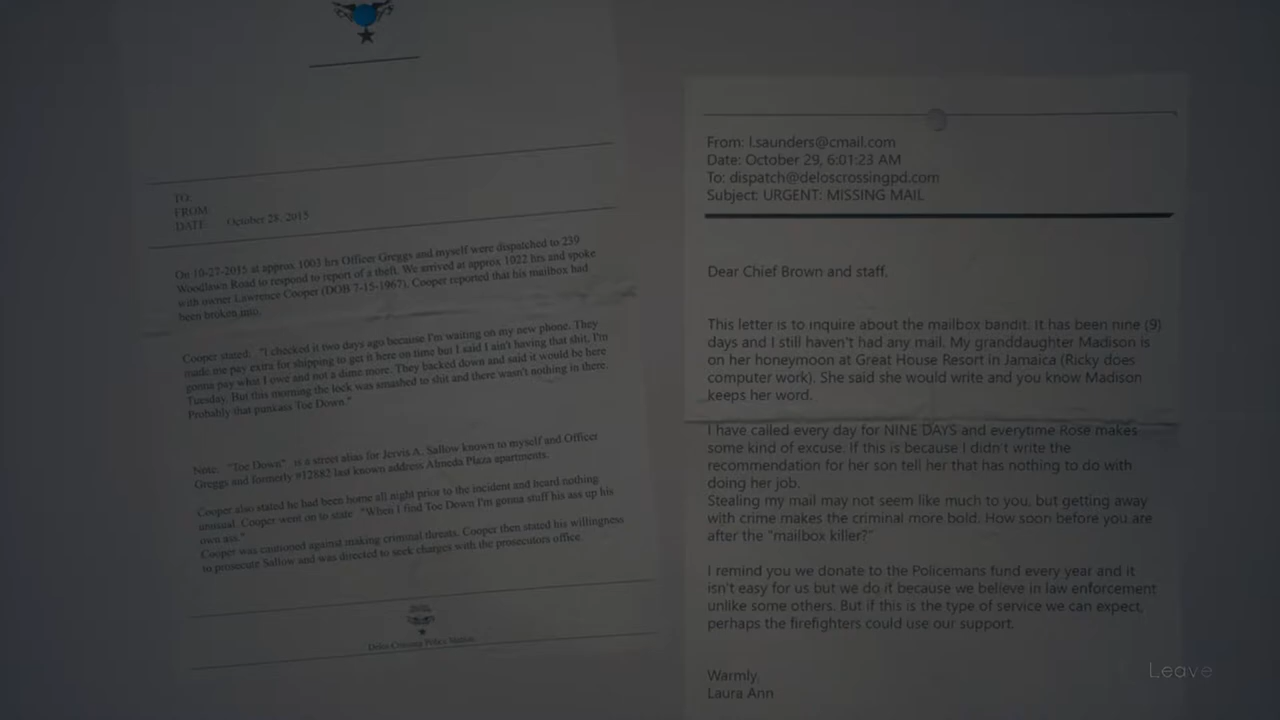 TO:
FROM:
DATE: October 28, 2015
On 10-27-2015 at approx 1003 hrs Officer Greggs and myself were dispatched to 239
Woodlawn Road to respond to report of a theft. We arrived at approx 1022 hrs and spoke
with owner Lawrence Cooper (DOB 7-15-1967). Cooper reported that his mailbox had
been broken into.
Cooper stated: "I checked it two days ago because I'm waiting on my new phone. They
made me pay extra for shipping to get it here on time but I said I ain't having that shit. I'm
gonna pay what I owe and not a dime more. They backed down and said it would be here
Tuesday. But this morning the lock was smashed to shit and there wasn't nothing in there.
Probably that punkass Toe Down."
Note: "Toe Down" is a street alias for Jervis A. Sallow known to myself and Officer
Greggs and formerly #12882 last known address Almeda Plaza apartments.
Cooper also stated he had been home all night prior to the incident and heard nothing
unusual. Cooper went on to state "When I find Toe Down I'm gonna stuff his ass up his
own ass."
Cooper was cautioned against making criminal threats. Cooper then stated his willingness
to prosecute Sallow and was directed to seek charges with the prosecutors office.
Delos Crossing Police Station
From: l.saunders@cmail.com
Date: October 29, 6:01:23 AM
To: dispatch@deloscrossingpd.com
Subject: URGENT: MISSING MAIL
Dear Chief Brown and staff,
This letter is to inquire about the mailbox bandit. It has been nine (9)
days and I still haven't had any mail. My granddaughter Madison is
on her honeymoon at Great House Resort in Jamaica (Ricky does
computer work). She said she would write and you know Madison
keeps her word.
I have called every day for NINE DAYS and everytime Rose makes
some kind of excuse. If this is because I didn't write the
recommendation for her son tell her that has nothing to do with
doing her job.
Stealing my mail may not seem like much to you, but getting away
with crime makes the criminal more bold. How soon before you are
after the "mailbox killer?"
I remind you we donate to the Policemans fund every year and it
isn't easy for us but we do it because we believe in law enforcement
unlike some others. But if this is the type of service we can expect,
perhaps the firefighters could use our support.
Warmly,
Laura Ann
Leave